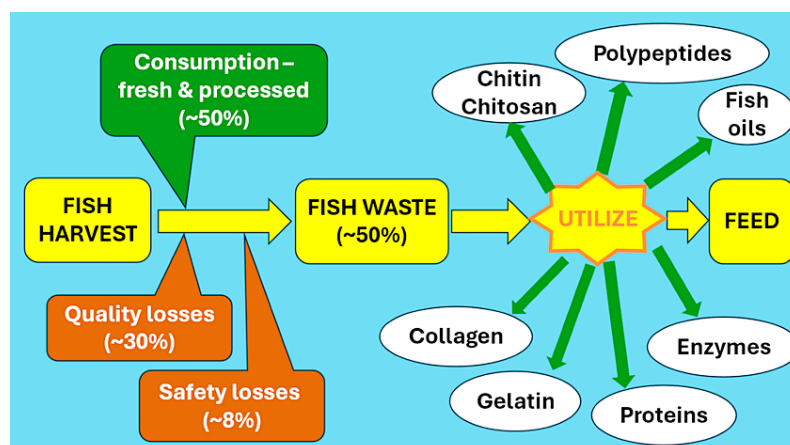 Consumption –
fresh & processed
(~50%)
Polypeptides
Chitin
Chitosan
Fish
oils
FISH
HARVEST
FISH WASTE
(~50%)
UTILIZE
FEED
Quality losses
(~30%)
Safety losses
(~8%)
Collagen
Gelatin
Proteins
Enzymes